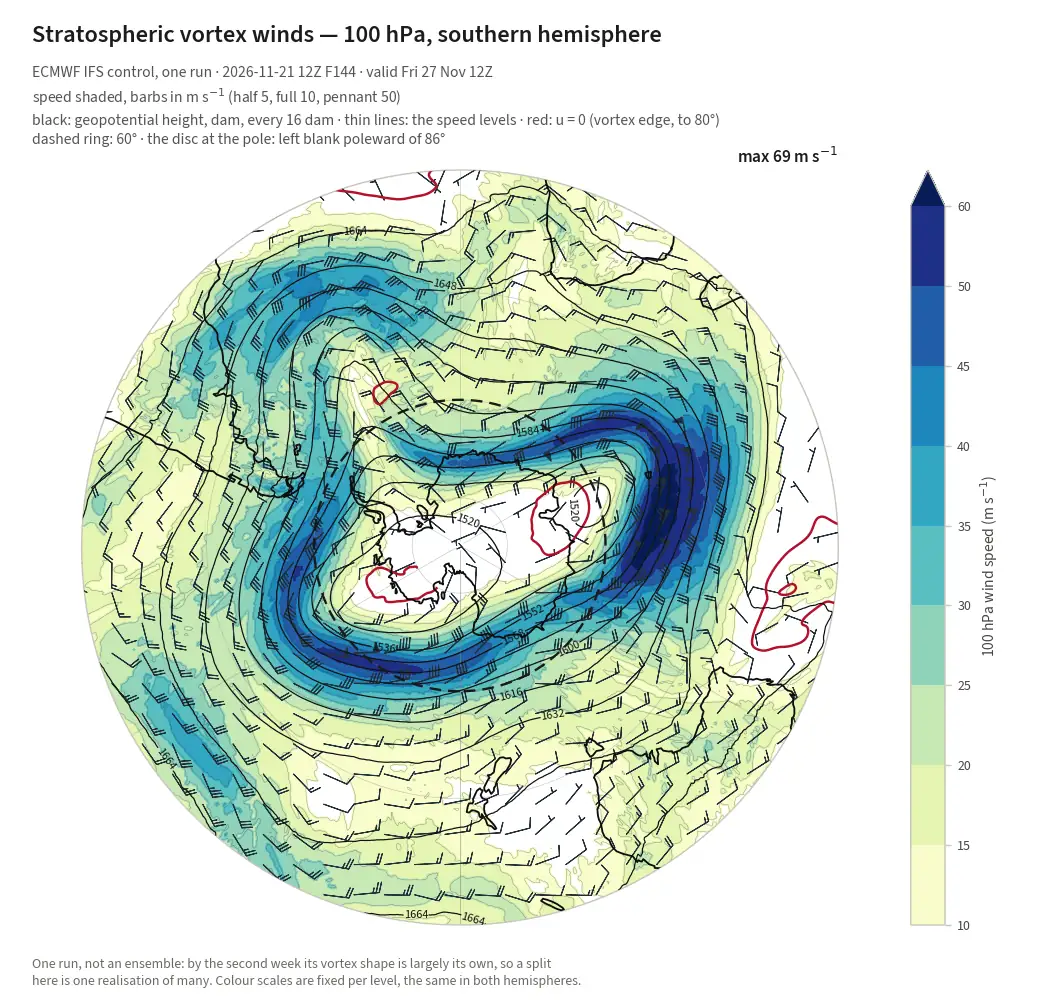 Stratospheric vortex winds — 100 hPa, southern hemisphere
ECMWF IFS control, one run · 2026-11-21 12Z F144 · valid Fri 27 Nov 12Z
speed shaded, barbs in m s⁻¹ (half 5, full 10, pennant 50)
black: geopotential height, dam, every 16 dam · thin lines: the speed levels · red: u = 0 (vortex edge, to 80°)
dashed ring: 60° · the disc at the pole: left blank poleward of 86°
max 69 m s⁻¹
1664
1648
1584
1520
1520
1552
1568
1536
1600
1616
1632
1664
1664
1664
60
50
45
40
35
30
25
20
15
10
100 hPa wind speed (m s⁻¹)
One run, not an ensemble: by the second week its vortex shape is largely its own, so a split
here is one realisation of many. Colour scales are fixed per level, the same in both hemispheres.